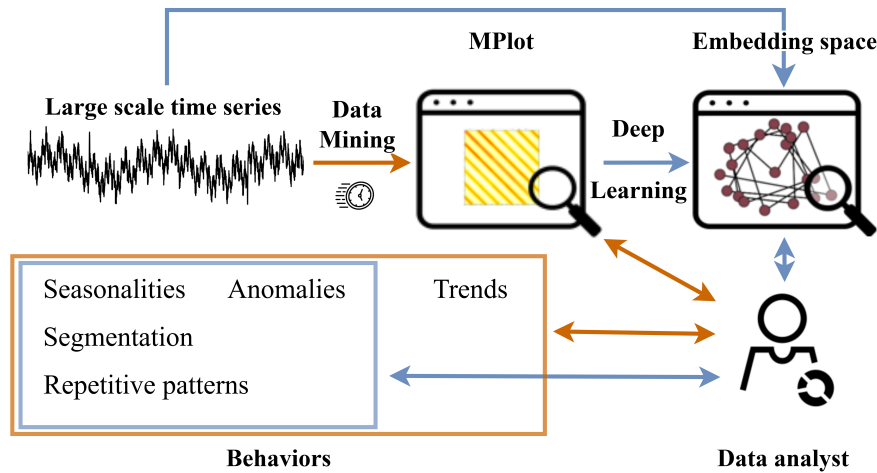 MPlot
Embedding space
Large scale time series
Data
Mining
Deep
Learning
Seasonalities
Anomalies
Trends
Segmentation
Repetitive patterns
Behaviors
Data analyst